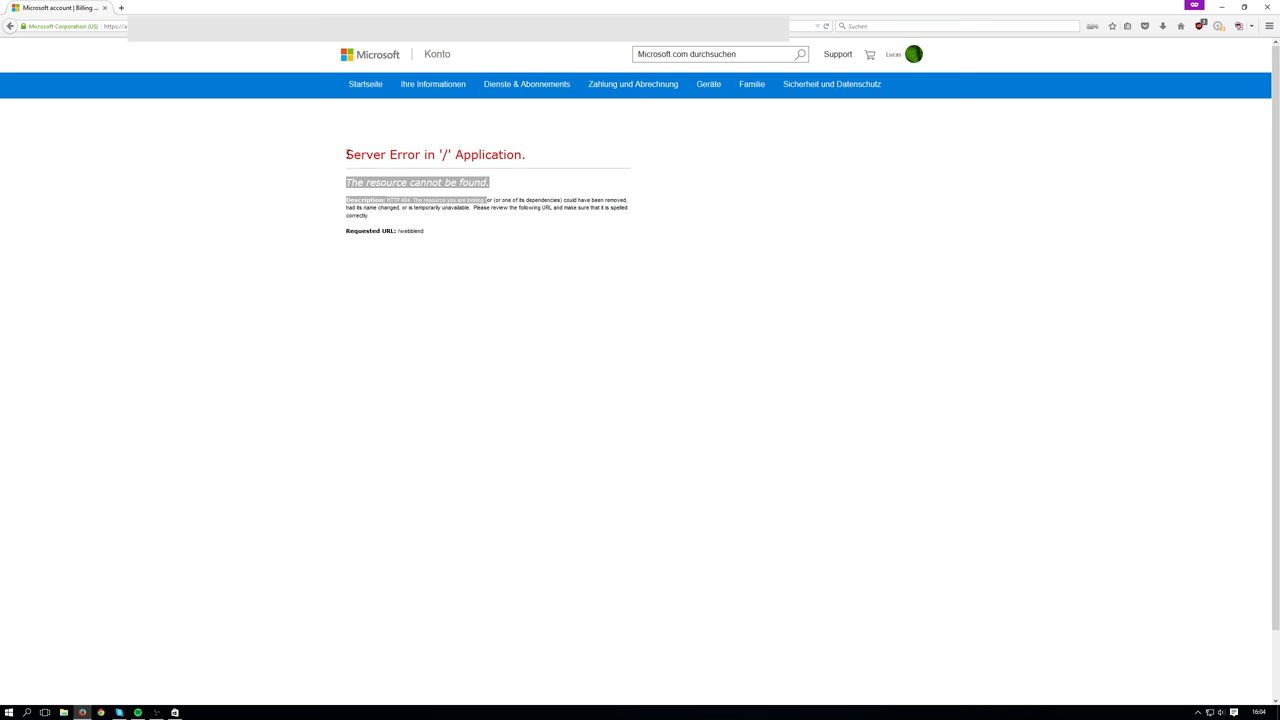 Microsoft account | Billing ...
Microsoft Corporation (US)
https://a
Suchen
Microsoft
Konto
Microsoft.com durchsuchen
Support
Lucas
Startseite
Ihre Informationen
Dienste & Abonnements
Zahlung und Abrechnung
Geräte
Familie
Sicherheit und Datenschutz
Server Error in '/' Application.
The resource cannot be found.
Description: HTTP 404. The resource you are looking for (or one of its dependencies) could have been removed,
had its name changed, or is temporarily unavailable. Please review the following URL and make sure that it is spelled
correctly.
Requested URL: /webblend
16:04